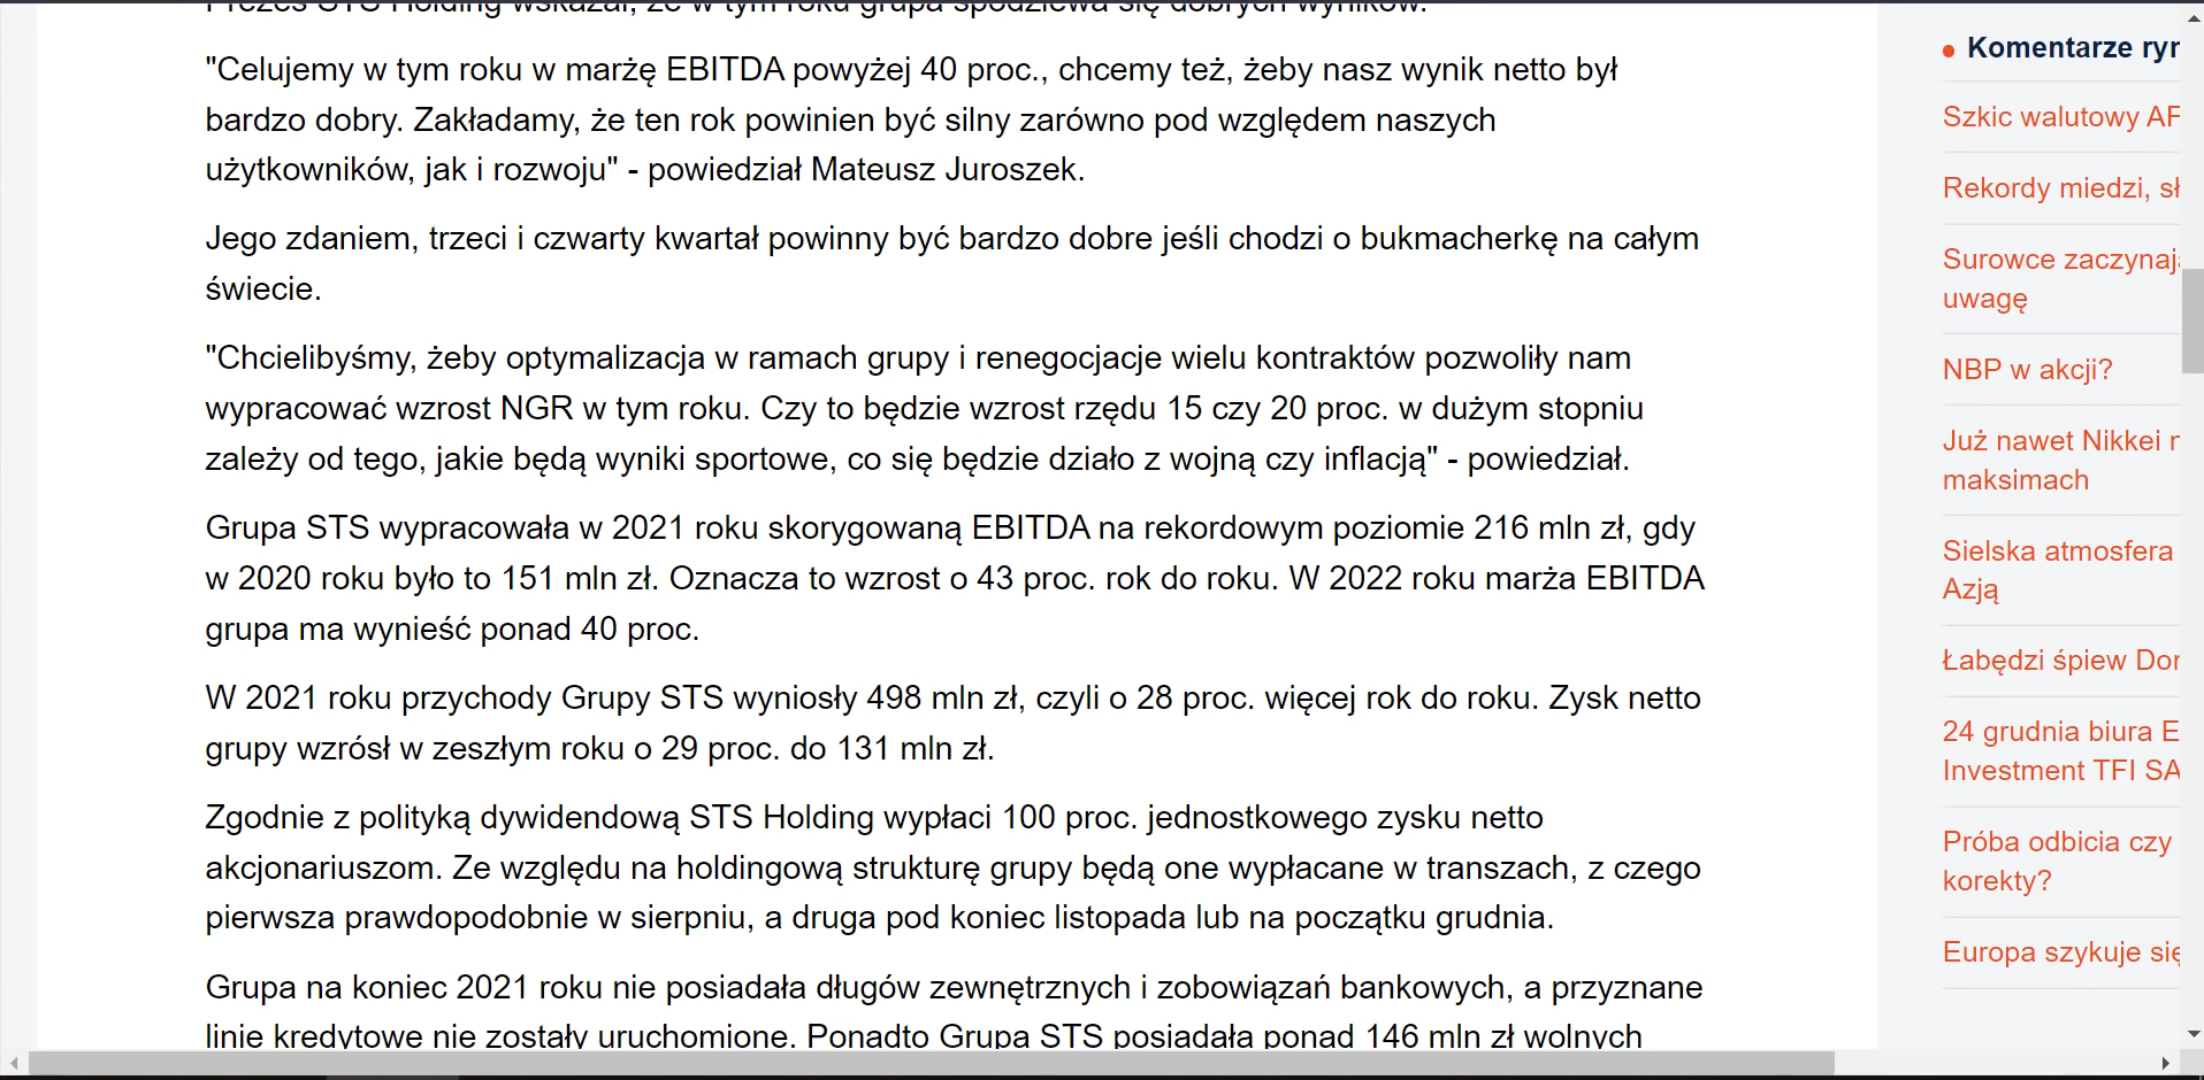 Prezes STS Holding wskazał, że w tym roku grupa spodziewa się dobrych wyników.
"Celujemy w tym roku w marżę EBITDA powyżej 40 proc., chcemy też, żeby nasz wynik netto był
bardzo dobry. Zakładamy, że ten rok powinien być silny zarówno pod względem naszych
użytkowników, jak i rozwoju" - powiedział Mateusz Juroszek.
Jego zdaniem, trzeci i czwarty kwartał powinny być bardzo dobre jeśli chodzi o bukmacherkę na całym
świecie.
"Chcielibyśmy, żeby optymalizacja w ramach grupy i renegocjacje wielu kontraktów pozwoliły nam
wypracować wzrost NGR w tym roku. Czy to będzie wzrost rzędu 15 czy 20 proc. w dużym stopniu
zależy od tego, jakie będą wyniki sportowe, co się będzie działo z wojną czy inflacją" - powiedział.
Grupa STS wypracowała w 2021 roku skorygowaną EBITDA na rekordowym poziomie 216 mln zł, gdy
w 2020 roku było to 151 mln zł. Oznacza to wzrost o 43 proc. rok do roku. W 2022 roku marża EBITDA
grupa ma wynieść ponad 40 proc.
W 2021 roku przychody Grupy STS wyniosły 498 mln zł, czyli o 28 proc. więcej rok do roku. Zysk netto
grupy wzrósł w zeszłym roku o 29 proc. do 131 mln zł.
Zgodnie z polityką dywidendową STS Holding wypłaci 100 proc. jednostkowego zysku netto
akcjonariuszom. Ze względu na holdingową strukturę grupy będą one wypłacane w transzach, z czego
pierwsza prawdopodobnie w sierpniu, a druga pod koniec listopada lub na początku grudnia.
Grupa na koniec 2021 roku nie posiadała długów zewnętrznych i zobowiązań bankowych, a przyznane
linie kredytowe nie zostały uruchomione. Ponadto Grupa STS posiadała ponad 146 mln zł wolnych
Komentarze
Szkic walutowy
Rekordy miedzi,
Surowce
uwagę
NBP w akcji?
Już nawet Nikkei
maksimach
Sielska atmosfera
Azją
Łabędzi śpiew
24 grudnia biura
Investment TFI SA
Próba odbicia czy
korekty?
Europa szykuje się